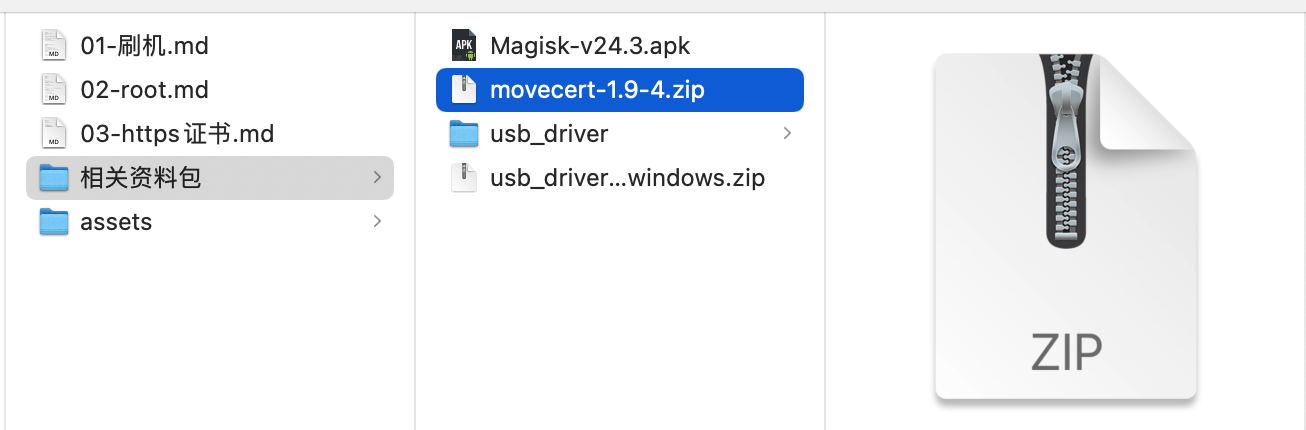 01-刷机.md
02-root.md
03-https证书.md
相关资料包
assets
Magisk-v24.3.apk
movecert-1.9-4.zip
usb_driver
usb_driver...windows.zip
MD
MD
MD
APK
ZIP